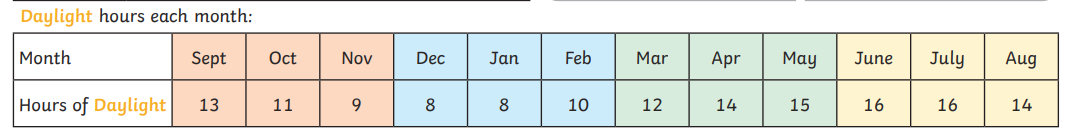 Daylight hours each month:
Month Sept Oct Nov Dec Jan Feb Mar Apr May June July Aug
Hours of Daylight 13 11 9 8 8 10 12 14 15 16 16 14